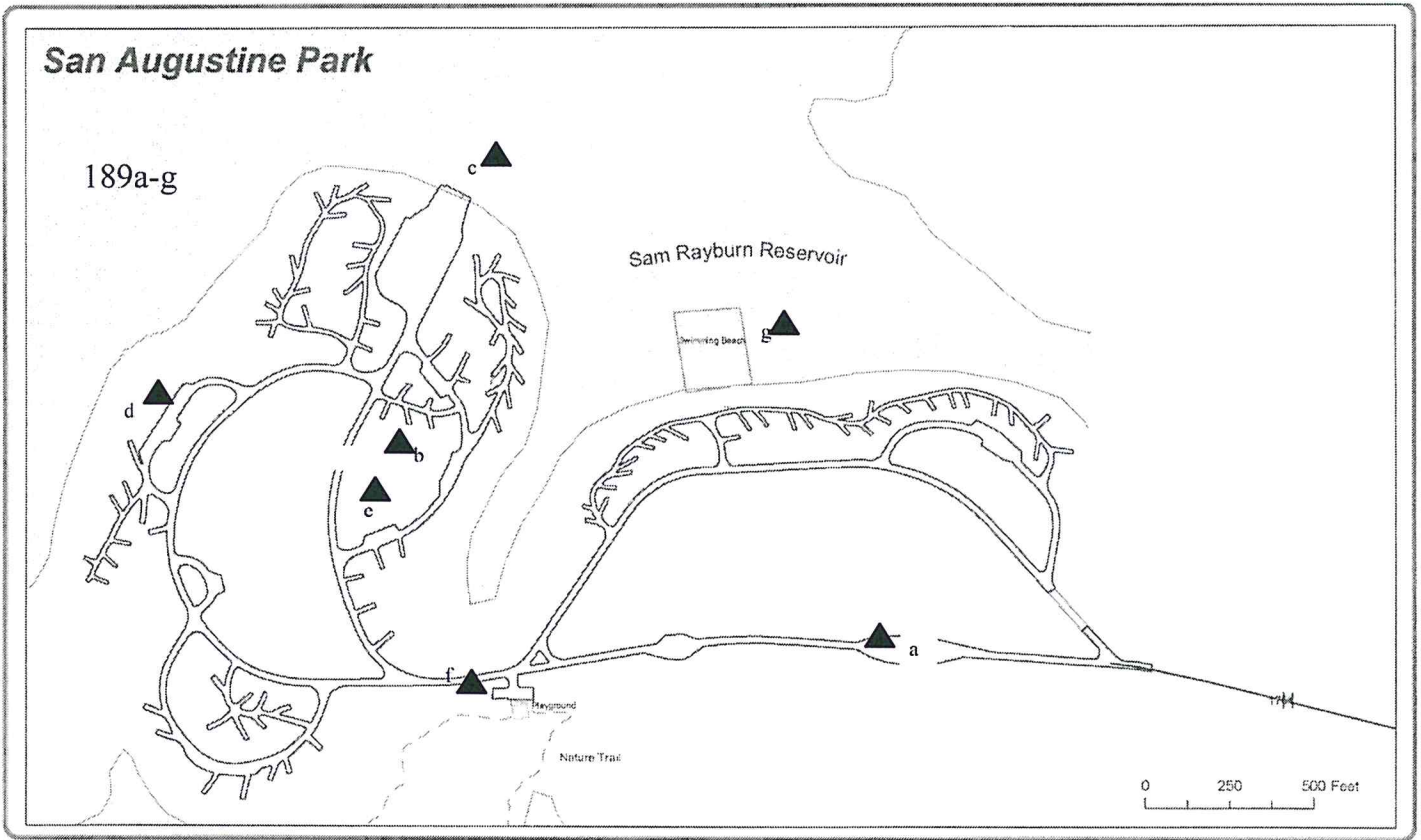 San Augustine Park
189a-g
c
Sam Rayburn Reservoir
g
Swimming Beach
d
b
e
a
f
Playground
Nature Trail
0 250 500 Feet